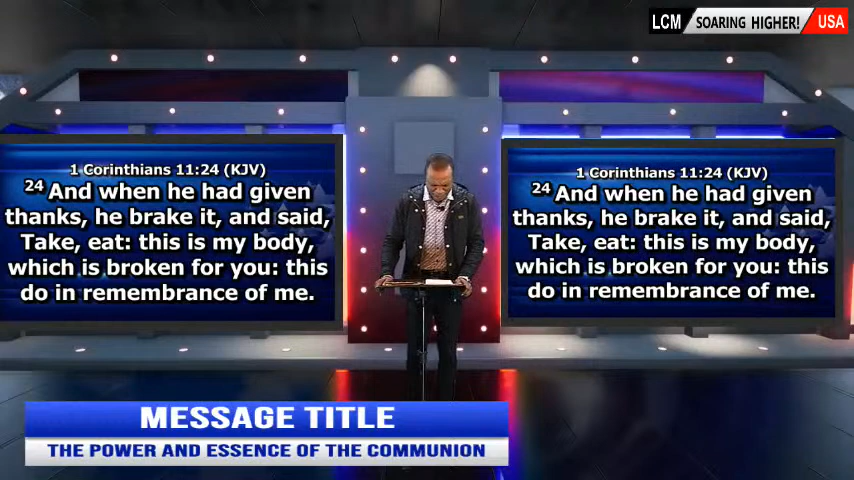 LCM SOARING HIGHER! USA
1 Corinthians 11:24 (KJV)
24 And when he had given
thanks, he brake it, and said,
Take, eat: this is my body,
which is broken for you: this
do in remembrance of me.
1 Corinthians 11:24 (KJV)
24 And when he had given
thanks, he brake it, and said,
Take, eat: this is my body,
which is broken for you: this
do in remembrance of me.
MESSAGE TITLE
THE POWER AND ESSENCE OF THE COMMUNION